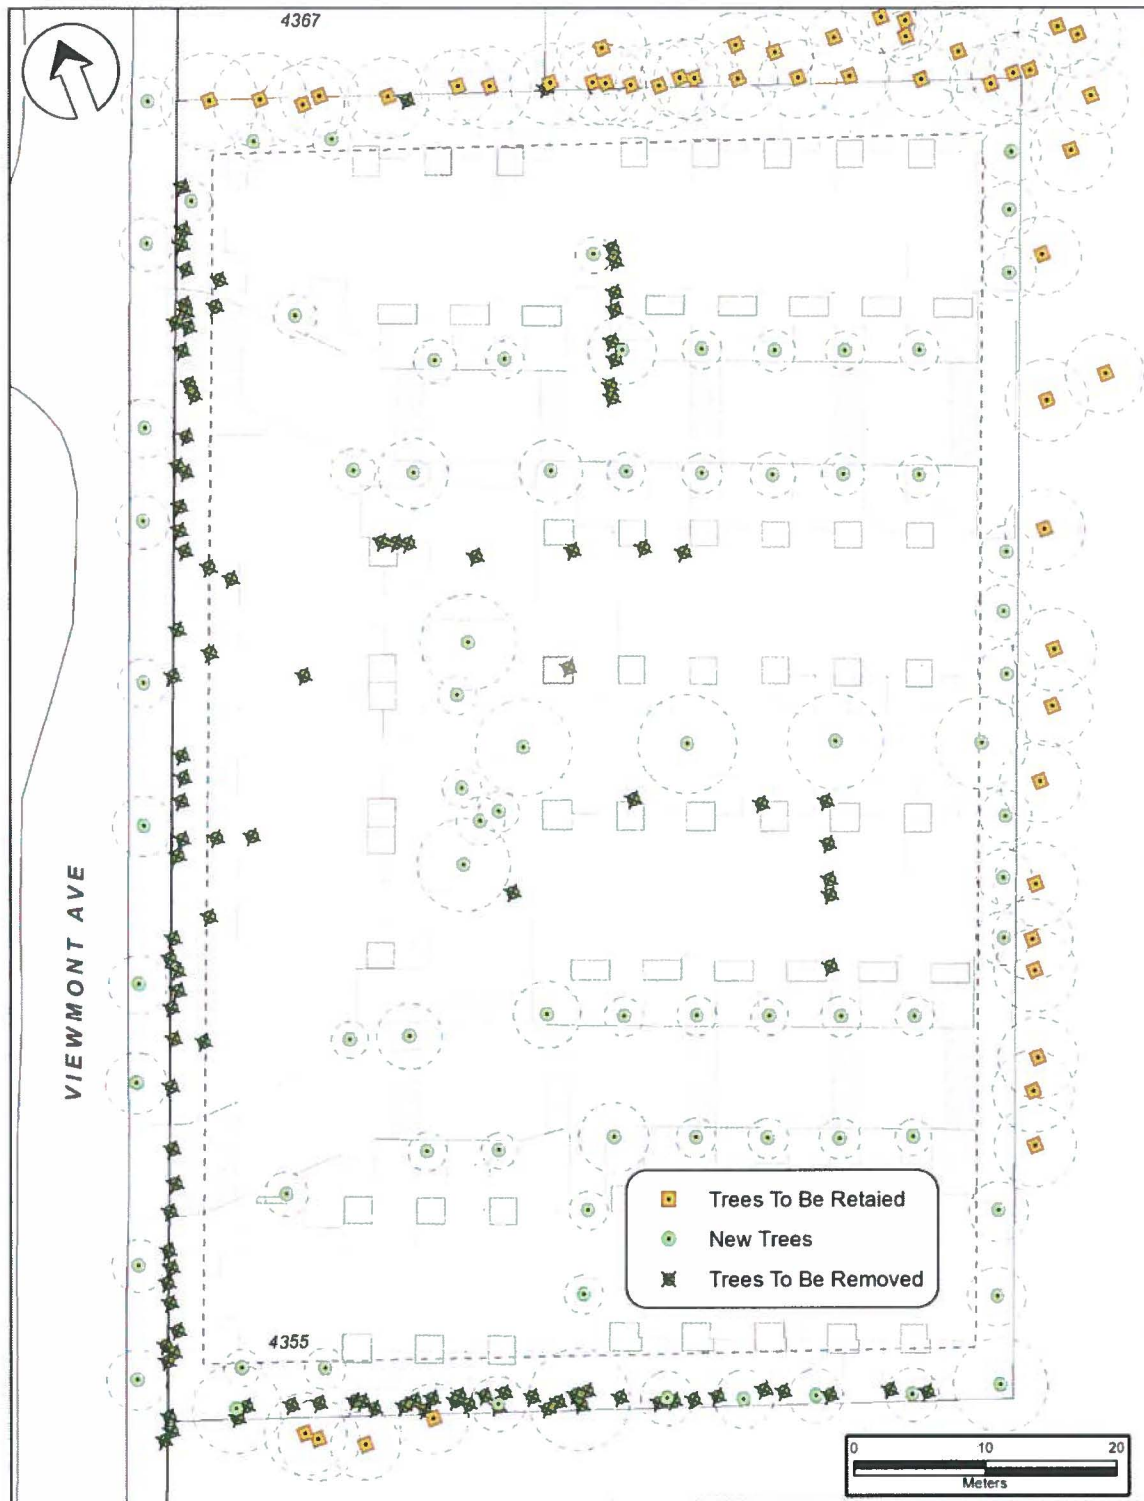 4367
VIEWMONT AVE
Trees To Be Retaied
New Trees
Trees To Be Removed
4355
0 10 20
Meters